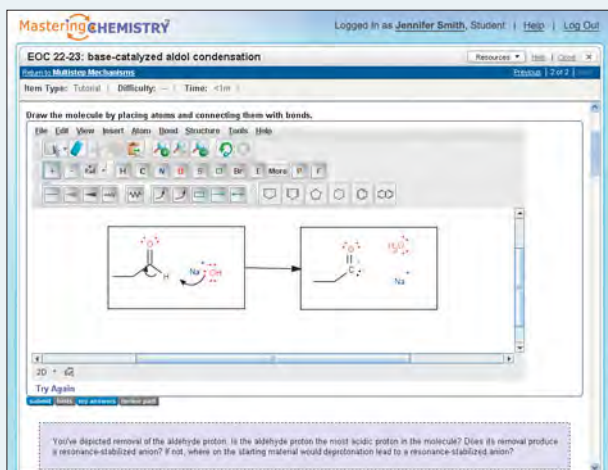 MasteringCHEMISTRY
Logged in as Jennifer Smith, Student | Help | Log Out
EOC 22-23: base-catalyzed aldol condensation
Resources Help | Close X
Return to Multistep Mechanisms
Previous | 2 of 2 |
Item Type: Tutorial | Difficulty: -- | Time: <1m |
Draw the molecule by placing atoms and connecting them with bonds.
File Edit View Insert Atom Bond Structure Tools Help
H C N O S Cl Br I More P F
O H Na OH
O C H2O Na
2D
Try Again
submit hints my answers review part
You've depicted removal of the aldehyde proton. Is the aldehyde proton the most acidic proton in the molecule? Does its removal produce
a resonance-stabilized anion? If not, where on the starting material would deprotonation lead to a resonance-stabilized anion?